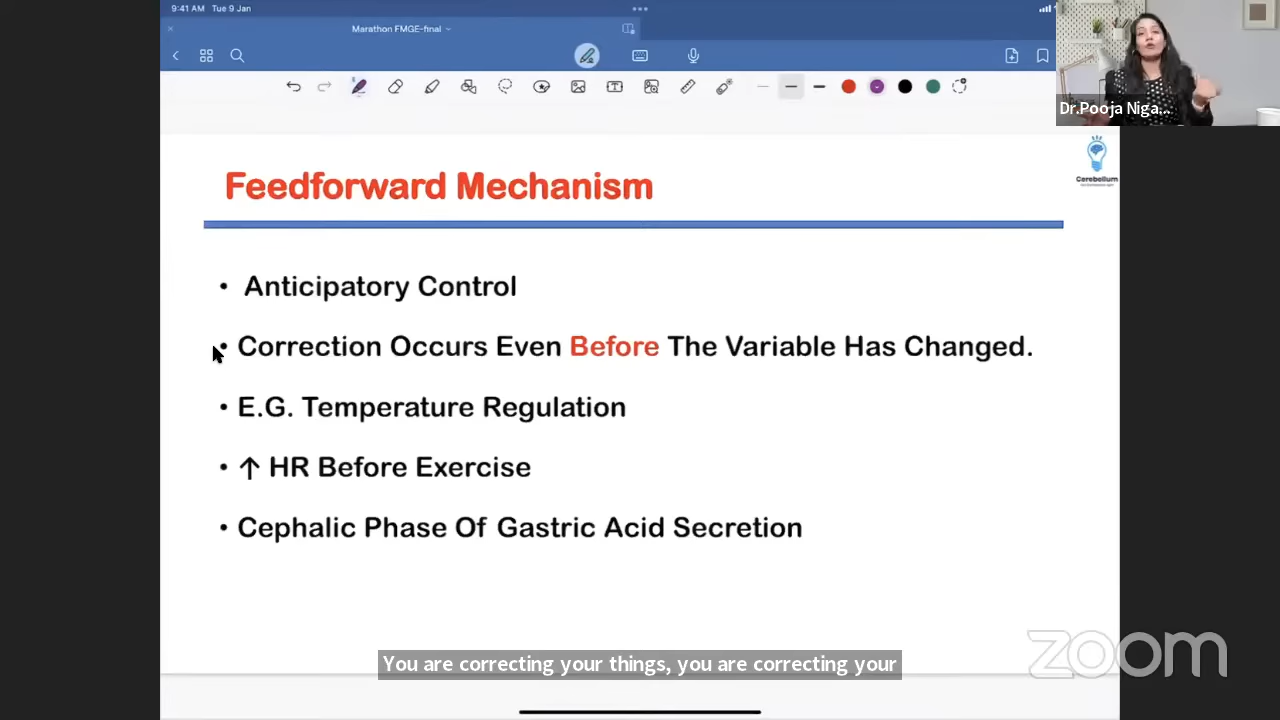 9:41 AM Tue 9 Jan
Marathon FMGE-final
Dr.Pooja Niga...
Cerebellum
Feedforward Mechanism
• Anticipatory Control
• Correction Occurs Even Before The Variable Has Changed.
• E.G. Temperature Regulation
• ↑ HR Before Exercise
• Cephalic Phase Of Gastric Acid Secretion
You are correcting your things, you are correcting your
zoom